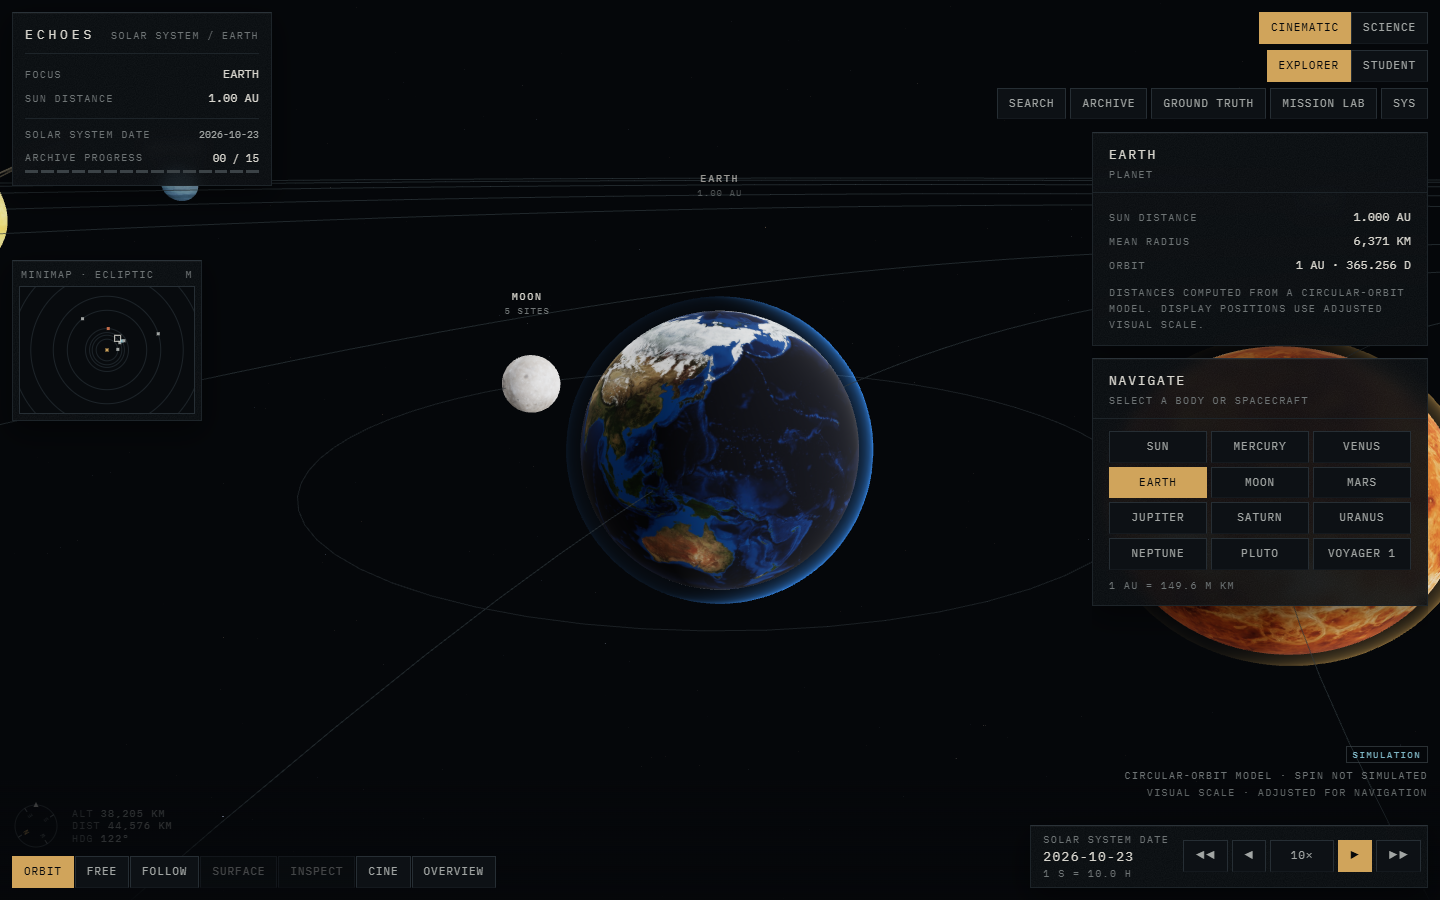 ECHOES SOLAR SYSTEM / EARTH
FOCUS EARTH
SUN DISTANCE 1.00 AU
SOLAR SYSTEM DATE 2026-10-23
ARCHIVE PROGRESS 00 / 15
CINEMATIC SCIENCE
EXPLORER STUDENT
SEARCH ARCHIVE GROUND TRUTH MISSION LAB SYS
MINIMAP · ECLIPTIC M
EARTH
1.00 AU
MOON
5 SITES
EARTH
PLANET
SUN DISTANCE 1.000 AU
MEAN RADIUS 6,371 KM
ORBIT 1 AU · 365.256 D
DISTANCES COMPUTED FROM A CIRCULAR-ORBIT
MODEL. DISPLAY POSITIONS USE ADJUSTED
VISUAL SCALE.
NAVIGATE
SELECT A BODY OR SPACECRAFT
SUN MERCURY VENUS
EARTH MOON MARS
JUPITER SATURN URANUS
NEPTUNE PLUTO VOYAGER 1
1 AU = 149.6 M KM
SIMULATION
CIRCULAR-ORBIT MODEL · SPIN NOT SIMULATED
VISUAL SCALE · ADJUSTED FOR NAVIGATION
ALT 38,205 KM
DIST 44,576 KM
HDG 122°
ORBIT FREE FOLLOW SURFACE INSPECT CINE OVERVIEW
SOLAR SYSTEM DATE
2026-10-23
1 S = 10.0 H
◄◄ ◄ 10× ► ►►